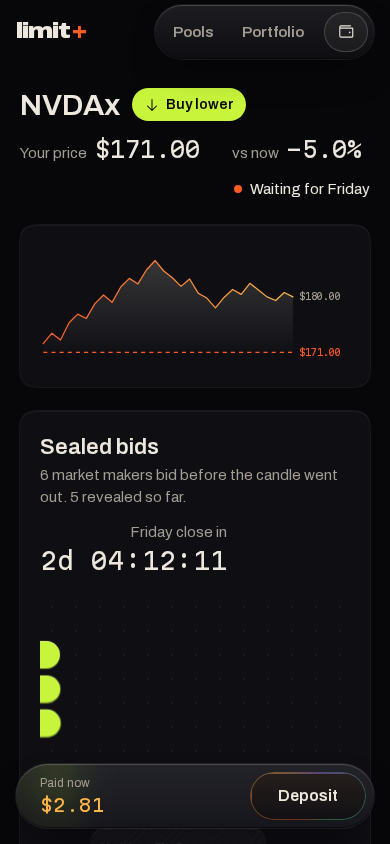 limit+
Pools
Portfolio
NVDAx
Buy lower
Your price $171.00
vs now −5.0%
Waiting for Friday
$180.00
$171.00
Sealed bids
6 market makers bid before the candle went
out. 5 revealed so far.
Friday close in
2d 04:12:11
Paid now
$2.81
Deposit